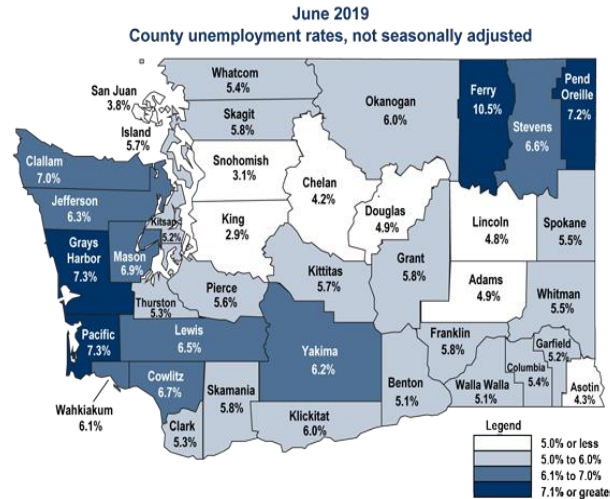 June 2019
County unemployment rates, not seasonally adjusted
Whatcom
5.4%
San Juan
3.8%
Skagit
5.8%
Island
5.7%
Okanogan
6.0%
Ferry
10.5%
Pend
Oreille
7.2%
Stevens
6.6%
Clallam
7.0%
Snohomish
3.1%
Chelan
4.2%
Jefferson
6.3%
Kitsap
5.2%
King
2.9%
Douglas
4.9%
Lincoln
4.8%
Spokane
5.5%
Grays
Harbor
7.3%
Mason
6.9%
Kittitas
5.7%
Grant
5.8%
Adams
4.9%
Pierce
5.6%
Whitman
5.5%
Thurston
5.3%
Pacific
7.3%
Lewis
6.5%
Yakima
6.2%
Franklin
5.8%
Garfield
5.2%
Columbia
5.4%
Cowlitz
6.7%
Skamania
5.8%
Benton
5.1%
Walla Walla
5.1%
Asotin
4.3%
Wahkiakum
6.1%
Clark
5.3%
Klickitat
6.0%
Legend
5.0% or less
5.0% to 6.0%
6.1% to 7.0%
7.1% or greater